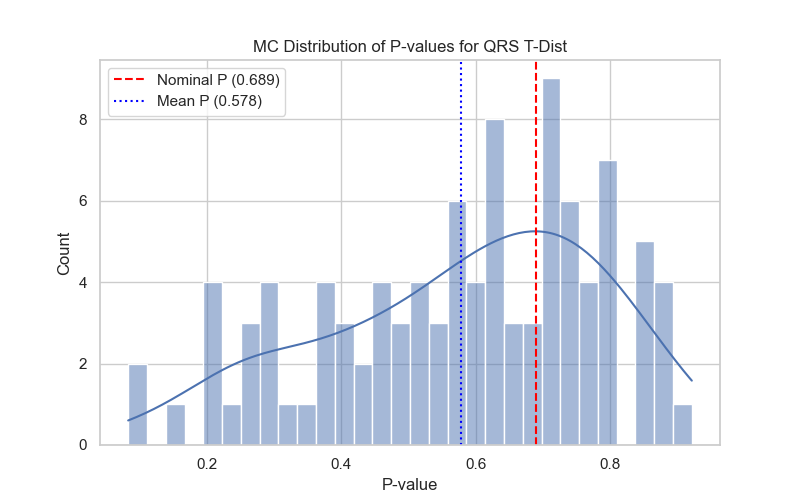 MC Distribution of P-values for QRS T-Dist
Nominal P (0.689)
Mean P (0.578)
8
6
4
2
0
Count
0.2 0.4 0.6 0.8
P-value